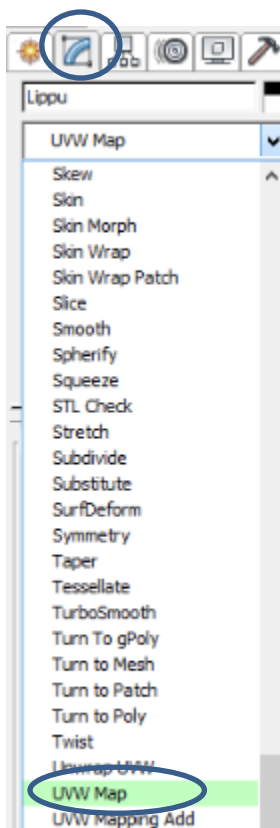 Lippu
UVW Map
Skew
Skin
Skin Morph
Skin Wrap
Skin Wrap Patch
Slice
Smooth
Spherify
Squeeze
STL Check
Stretch
Subdivide
Substitute
SurfDeform
Symmetry
Taper
Tessellate
TurboSmooth
Turn To gPoly
Turn to Mesh
Turn to Patch
Turn to Poly
Twist
Unwrap UVW
UVW Map
UVW Mapping Add